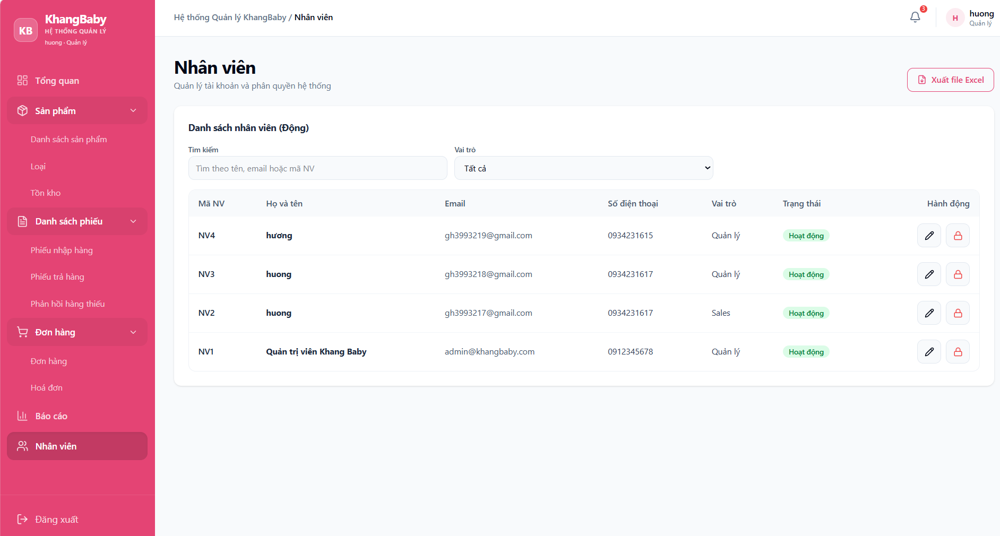 KB
KhangBaby
HỆ THỐNG QUẢN LÝ
huong · Quản lý
Tổng quan
Sản phẩm
Danh sách sản phẩm
Loại
Tồn kho
Danh sách phiếu
Phiếu nhập hàng
Phiếu trả hàng
Phản hồi hàng thiếu
Đơn hàng
Đơn hàng
Hoá đơn
Báo cáo
Nhân viên
Đăng xuất
Hệ thống Quản lý KhangBaby / Nhân viên
3
H
huong
Quản lý
Nhân viên
Quản lý tài khoản và phân quyền hệ thống
Xuất file Excel
Danh sách nhân viên (Động)
Tìm kiếm
Vai trò
Tìm theo tên, email hoặc mã NV
Tất cả
Mã NV Họ và tên Email Số điện thoại Vai trò Trạng thái Hành động
NV4 hương gh3993219@gmail.com 0934231615 Quản lý Hoạt động
NV3 huong gh3993218@gmail.com 0934231617 Quản lý Hoạt động
NV2 huong gh3993217@gmail.com 0934231617 Sales Hoạt động
NV1 Quản trị viên Khang Baby admin@khangbaby.com 0912345678 Quản lý Hoạt động